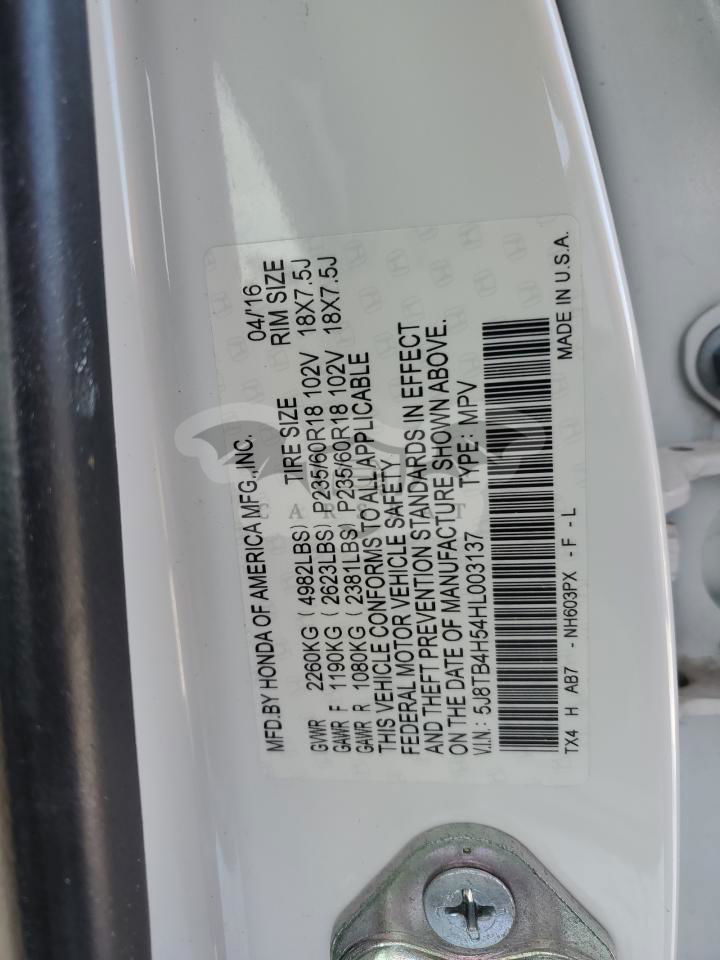 MFD.BY HONDA OF AMERICA MFG.,INC. 04/'16
TIRE SIZE RIM SIZE
GVWR 2260KG (4982LBS)
GAWR F 1190KG (2623LBS) P235/60R18 102V 18X7.5J
GAWR R 1080KG (2381LBS) P235/60R18 102V 18X7.5J
THIS VEHICLE CONFORMS TO ALL APPLICABLE
FEDERAL MOTOR VEHICLE SAFETY
AND THEFT PREVENTION STANDARDS IN EFFECT
ON THE DATE OF MANUFACTURE SHOWN ABOVE.
V.I.N.: 5J8TB4H54HL003137 TYPE: MPV
TX4 H AB7 -NH603PX -F-L MADE IN U.S.A.